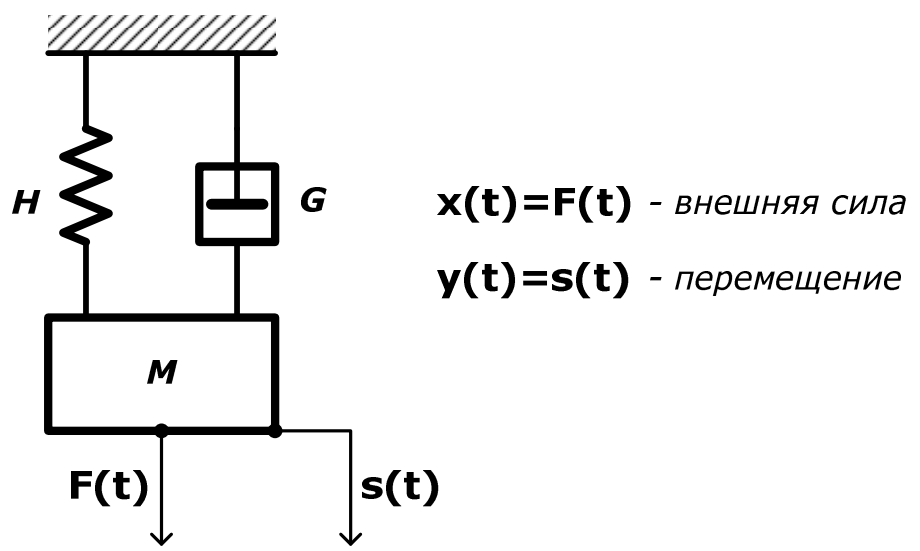 H
G
x(t)=F(t) - внешняя сила
y(t)=s(t) - перемещение
M
F(t)
s(t)